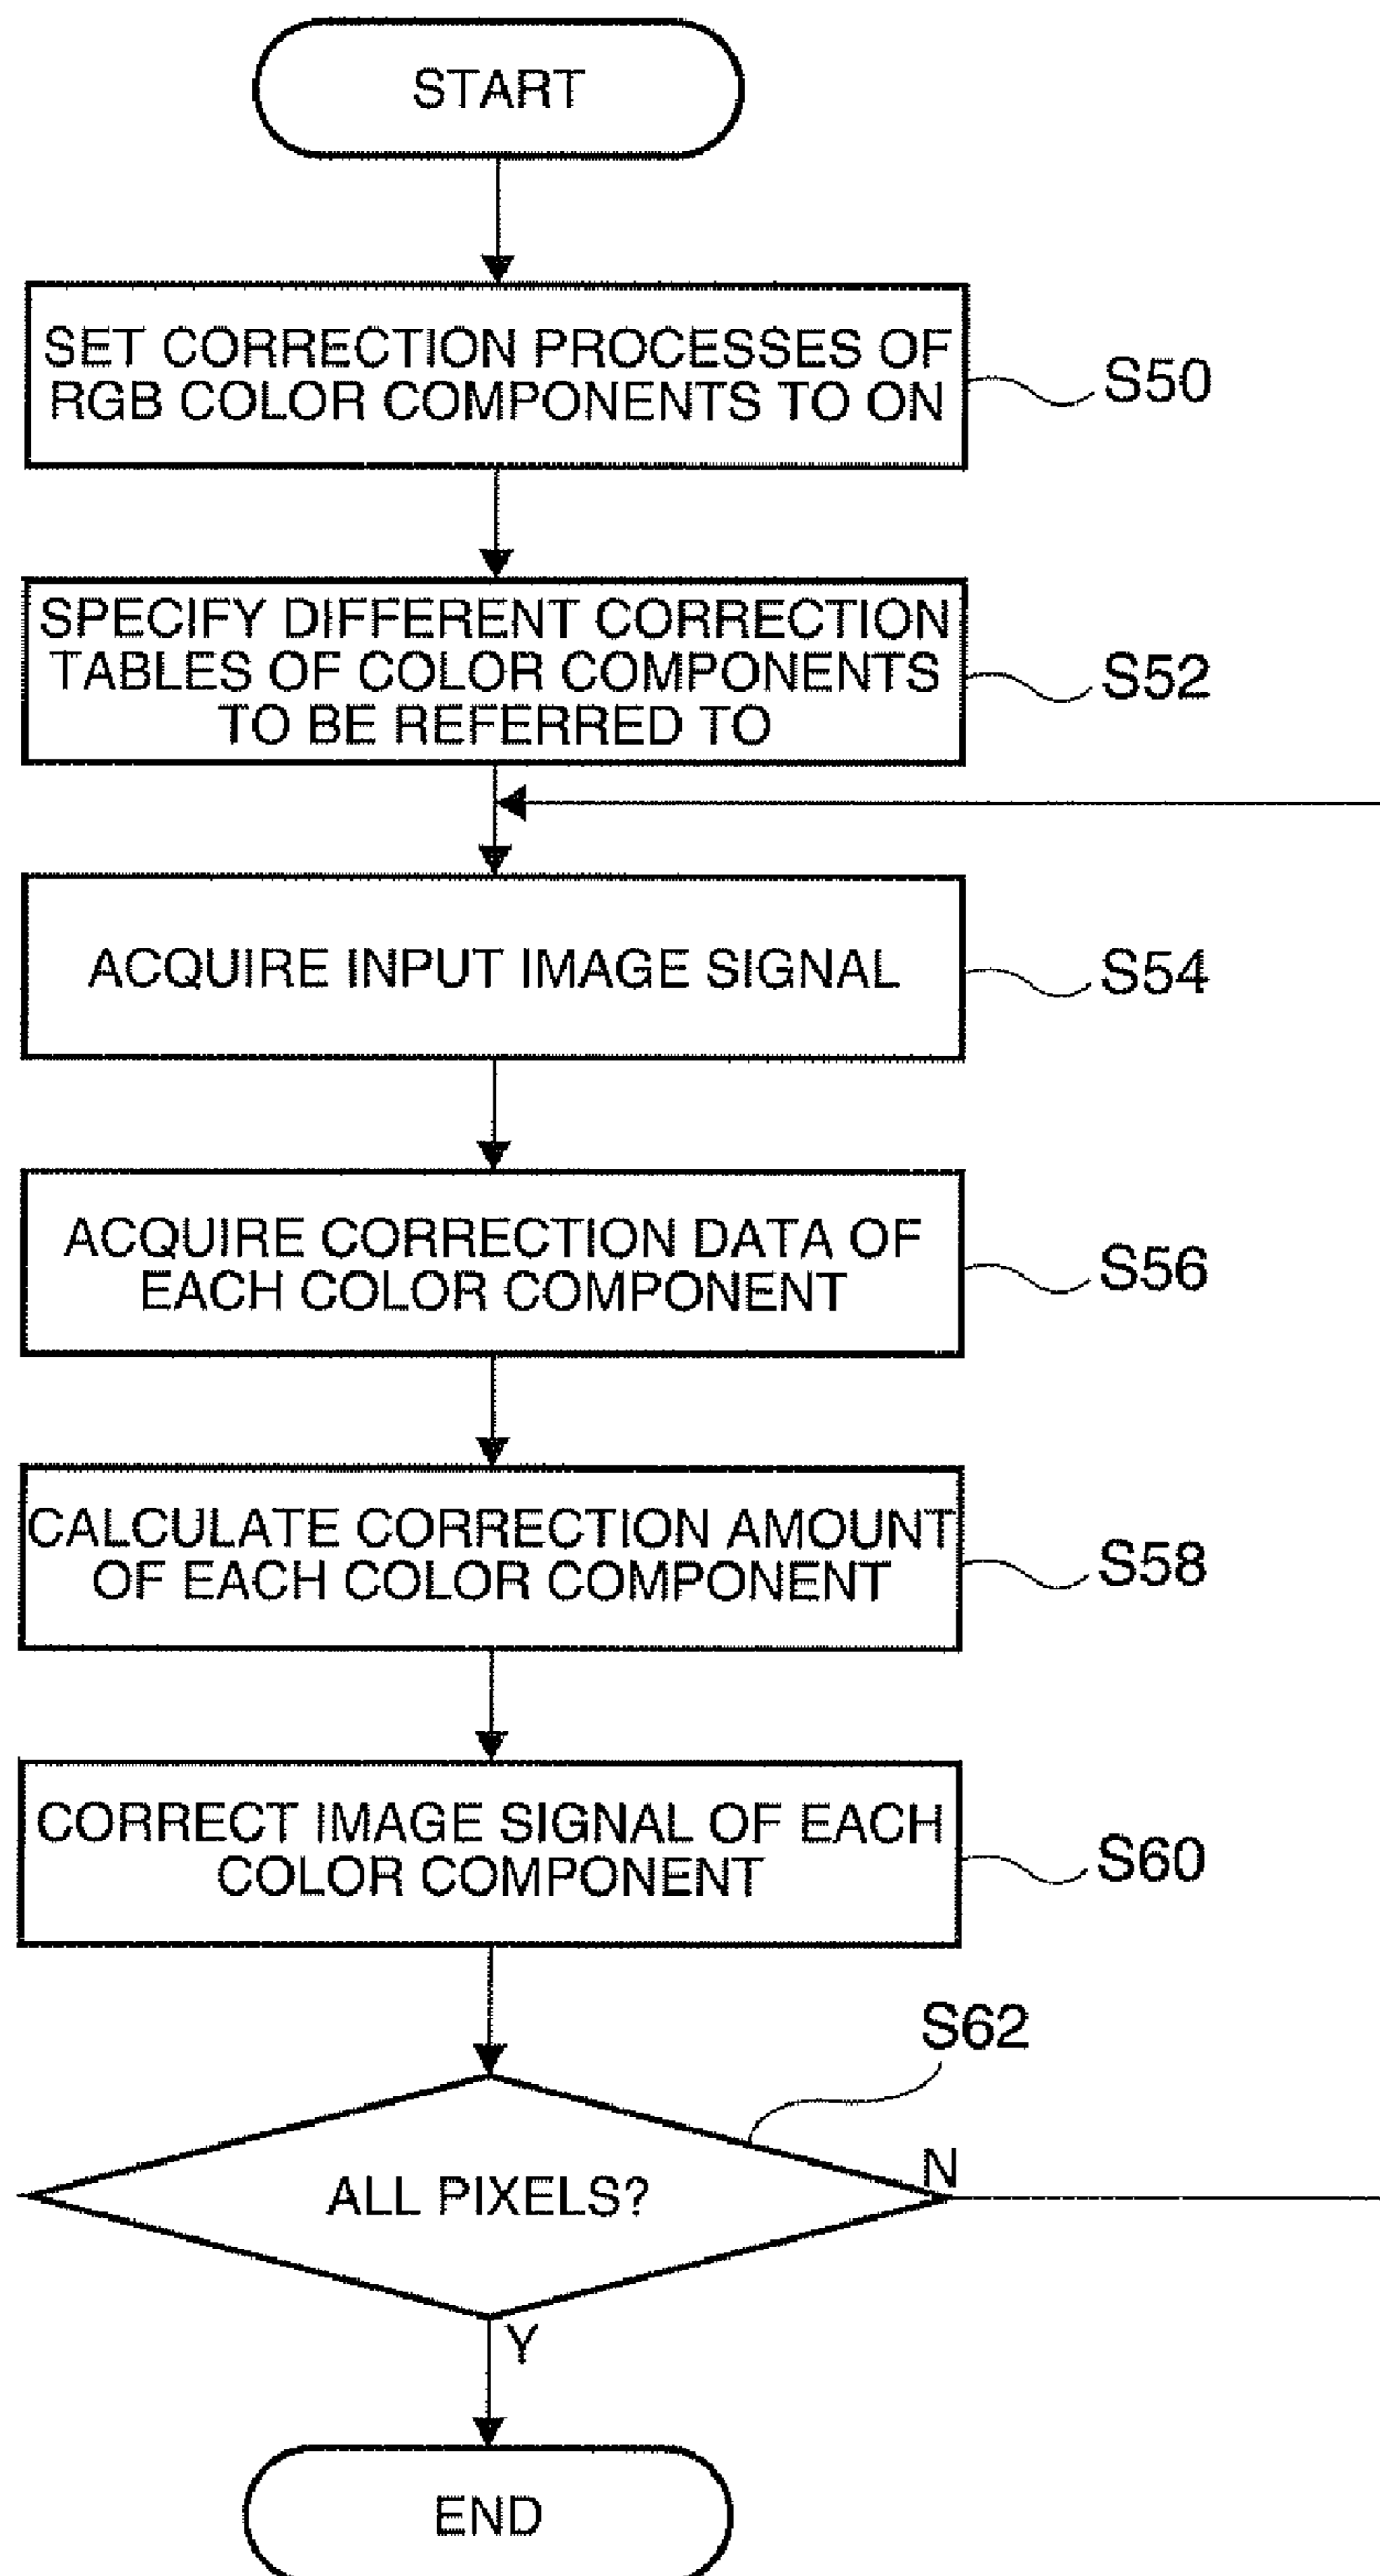 START
SET CORRECTION PROCESSES OF
RGB COLOR COMPONENTS TO ON
S50
SPECIFY DIFFERENT CORRECTION
TABLES OF COLOR COMPONENTS
TO BE REFERRED TO
S52
ACQUIRE INPUT IMAGE SIGNAL
S54
ACQUIRE CORRECTION DATA OF
EACH COLOR COMPONENT
S56
CALCULATE CORRECTION AMOUNT
OF EACH COLOR COMPONENT
S58
CORRECT IMAGE SIGNAL OF EACH
COLOR COMPONENT
S60
S62
ALL PIXELS?
N
Y
END